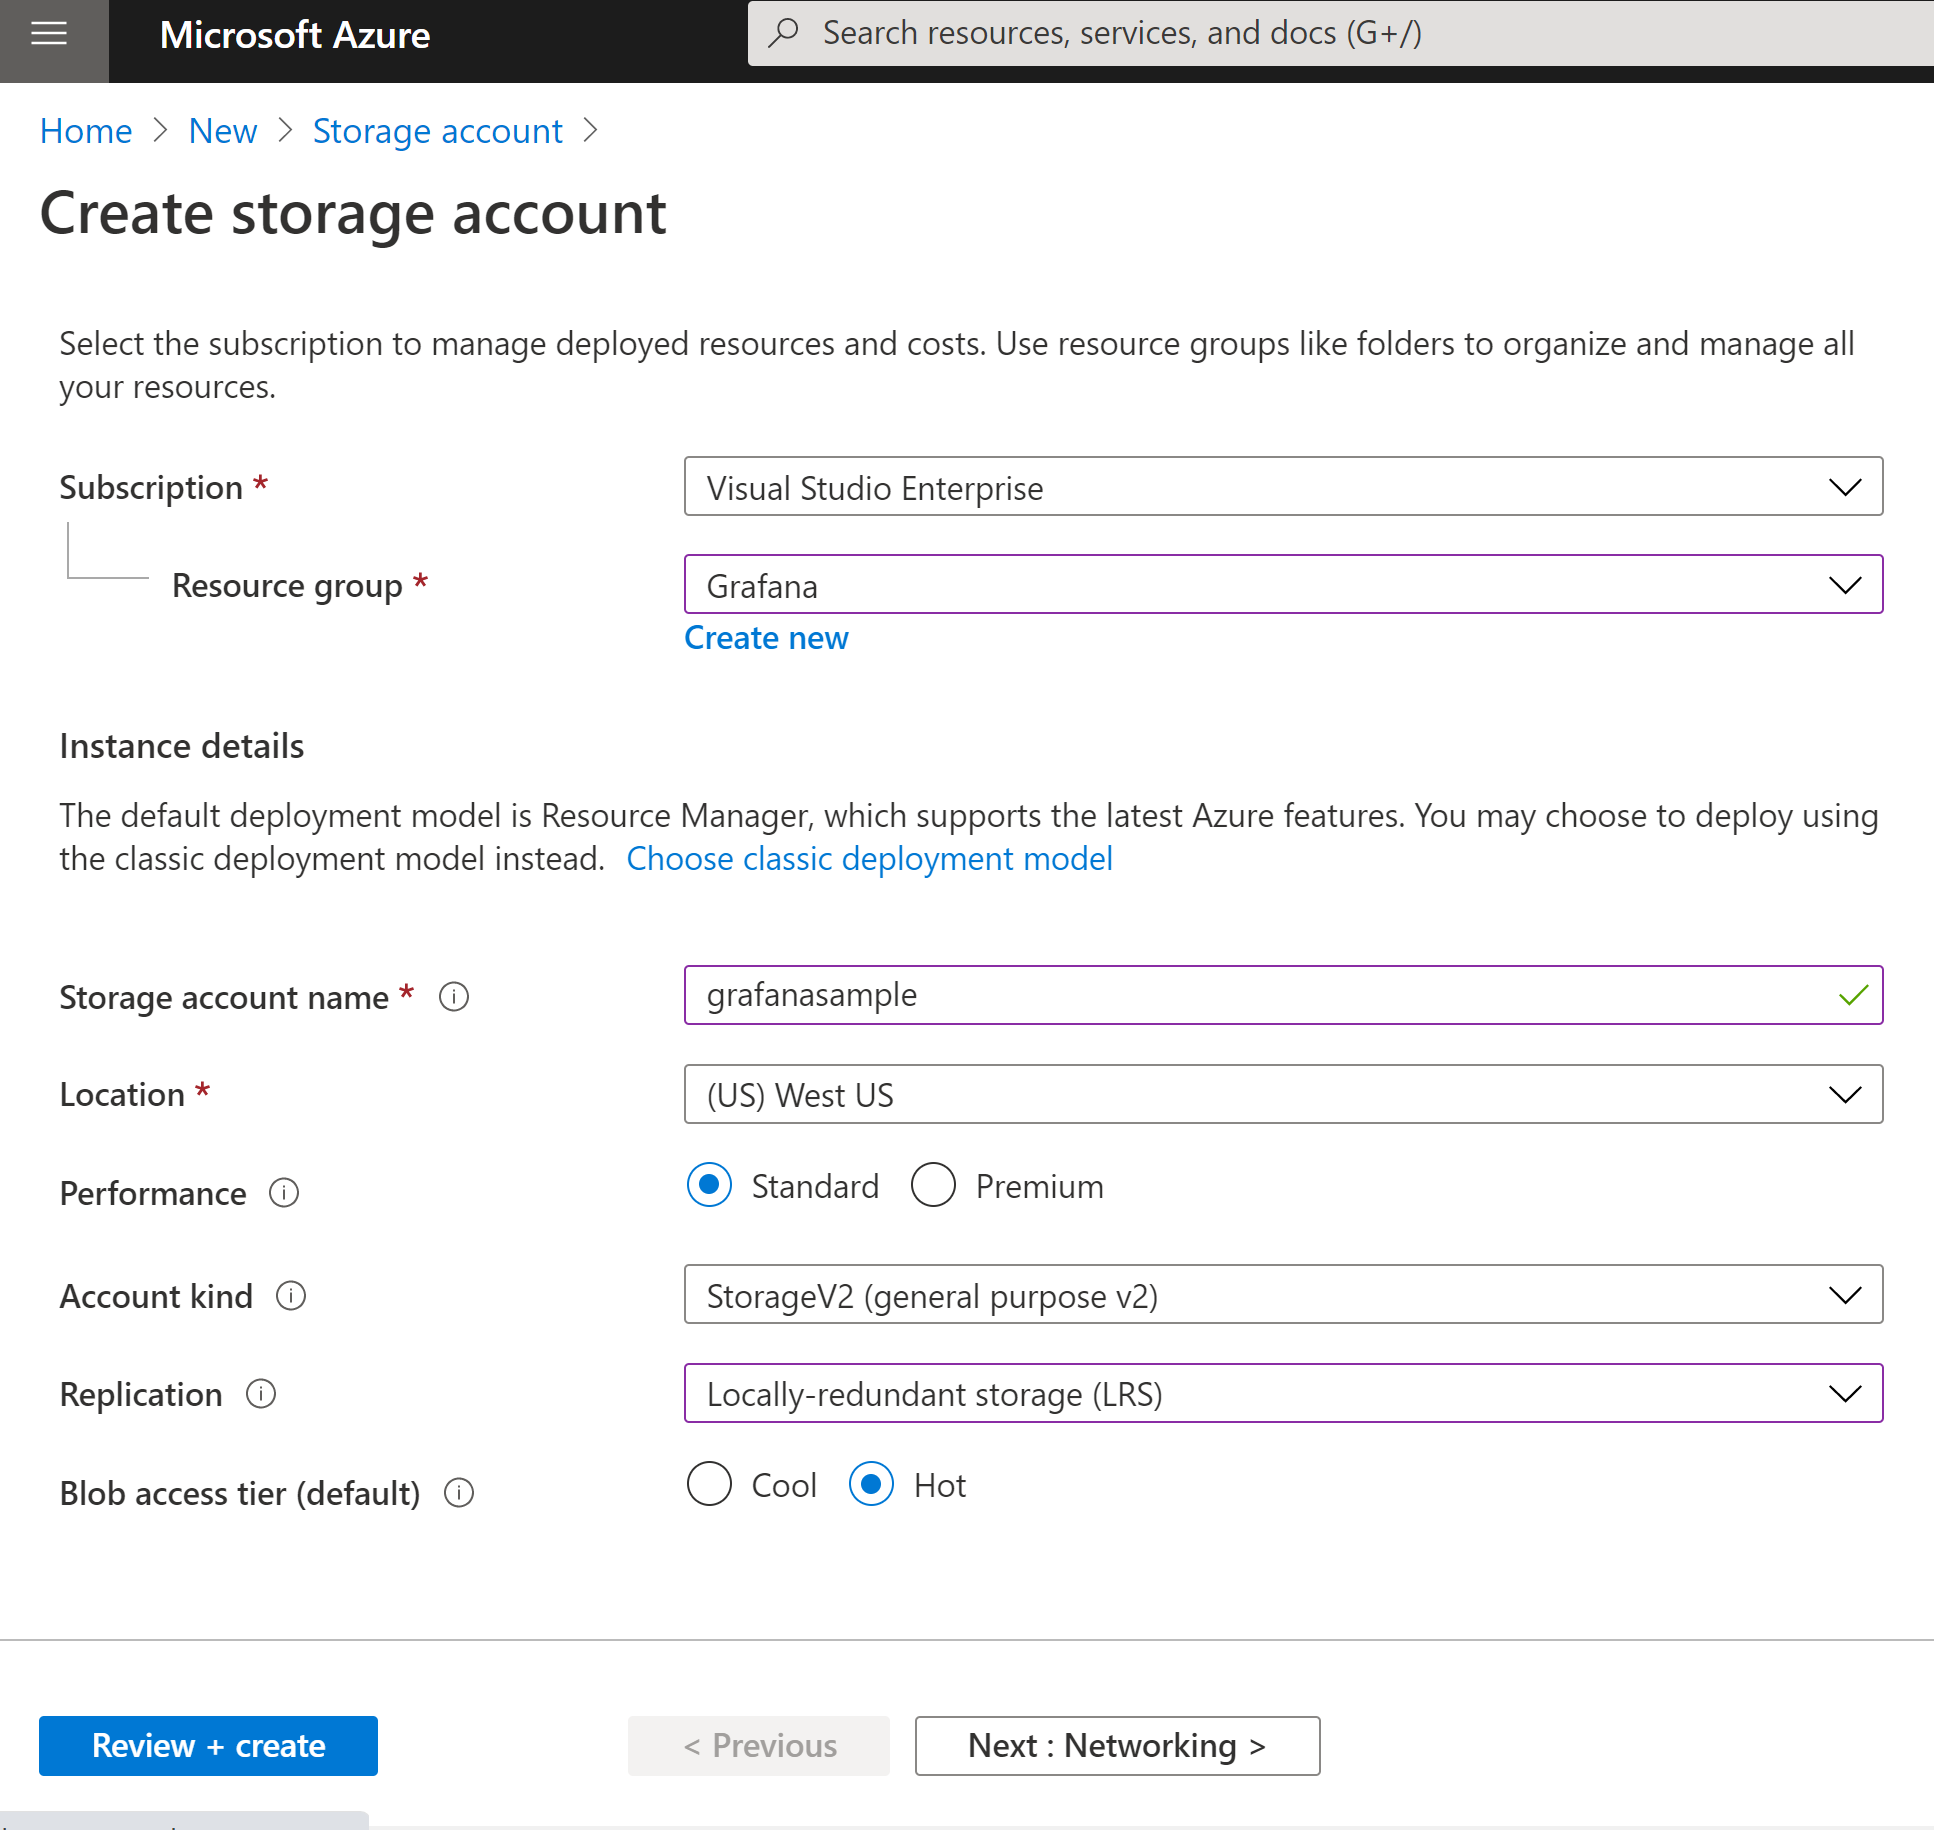 Microsoft Azure
Search resources, services, and docs (G+/)
Home > New > Storage account >
Create storage account
Select the subscription to manage deployed resources and costs. Use resource groups like folders to organize and manage all
your resources.
Subscription *
Visual Studio Enterprise
Resource group *
Grafana
Create new
Instance details
The default deployment model is Resource Manager, which supports the latest Azure features. You may choose to deploy using
the classic deployment model instead. Choose classic deployment model
Storage account name *
grafanasample
Location *
(US) West US
Performance
Standard Premium
Account kind
StorageV2 (general purpose v2)
Replication
Locally-redundant storage (LRS)
Blob access tier (default)
Cool Hot
Review + create
< Previous
Next : Networking >